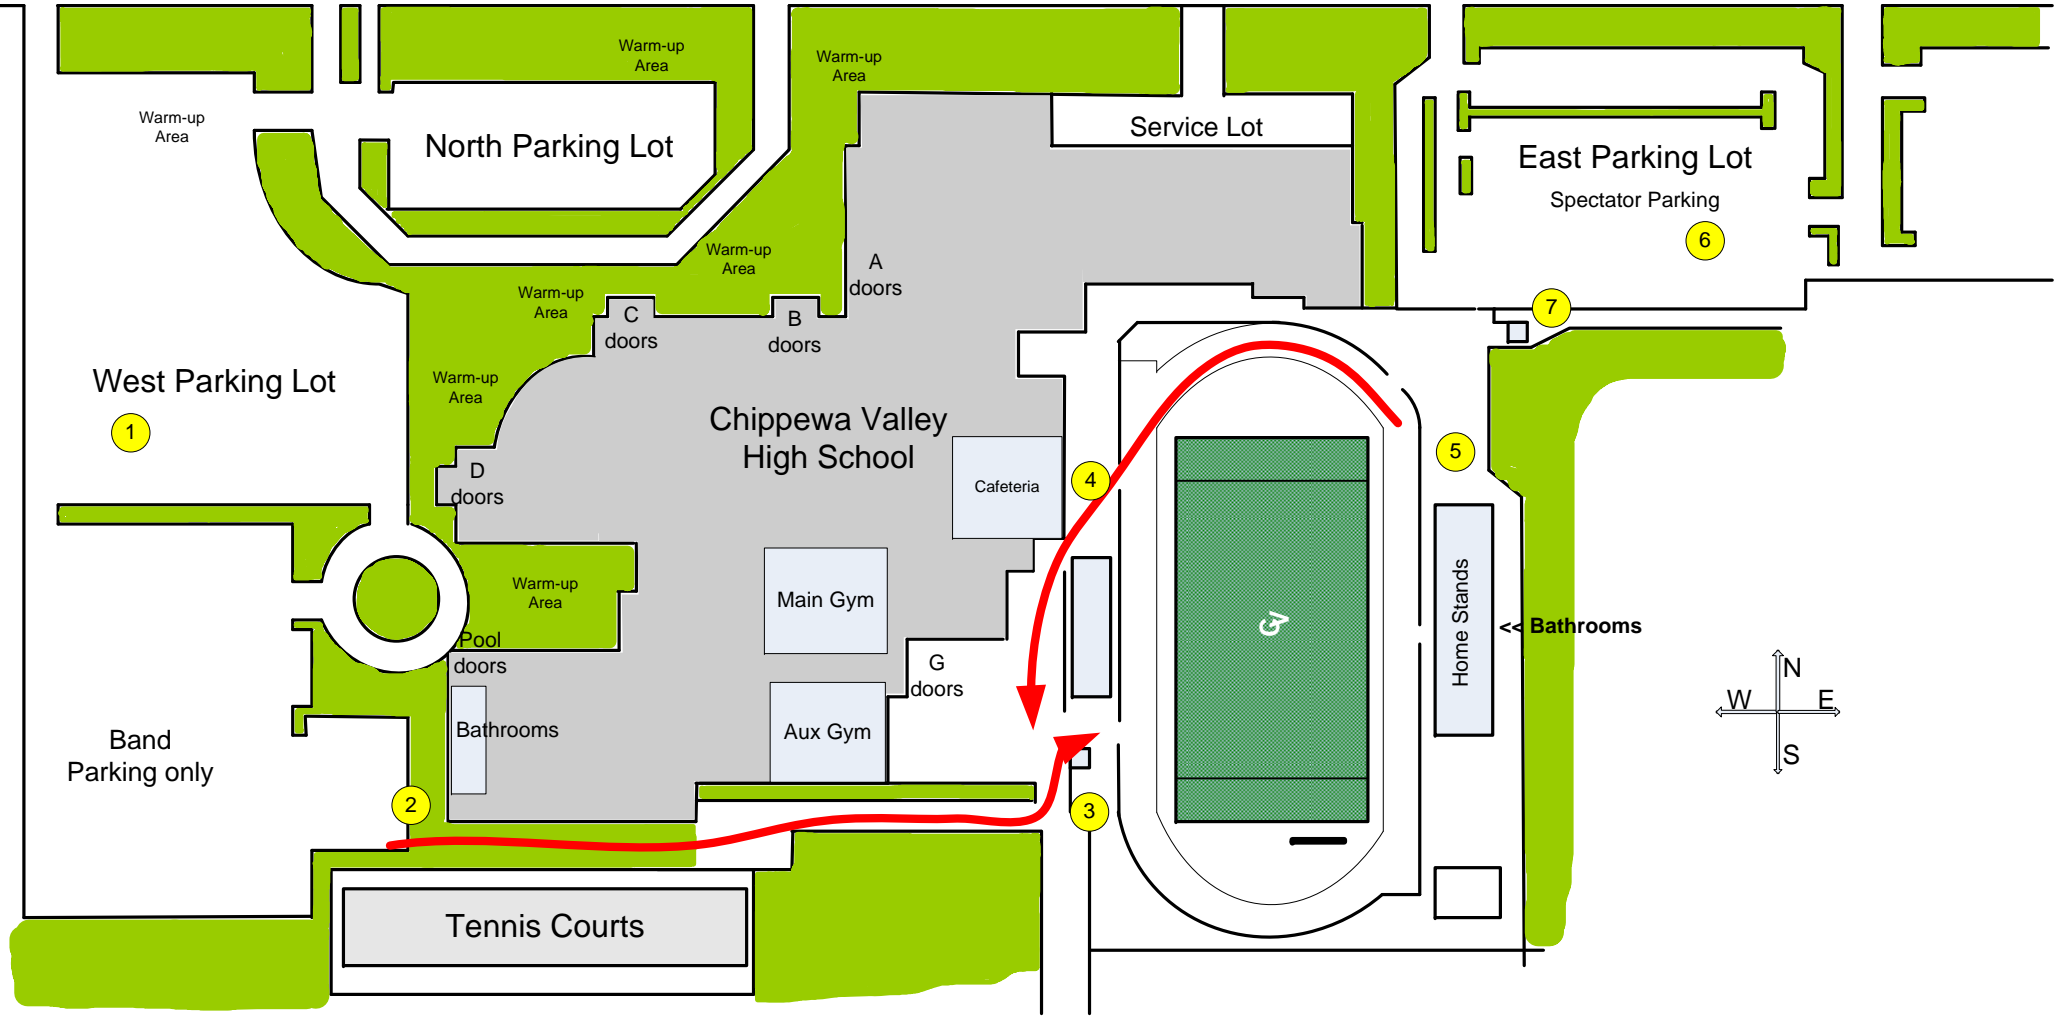 Warm-up
Area
Warm-up
Area
Warm-up
Area
North Parking Lot
Service Lot
East Parking Lot
Spectator Parking
6
Warm-up
Area
A
doors
Warm-up
Area
C
doors
B
doors
7
West Parking Lot
1
Warm-up
Area
Chippewa Valley
High School
D
doors
Cafeteria
4
5
Warm-up
Area
Main Gym
Home Stands
<< Bathrooms
Pool
doors
G
doors
CV
N
W
E
S
Bathrooms
Aux Gym
Band
Parking only
2
3
Tennis Courts